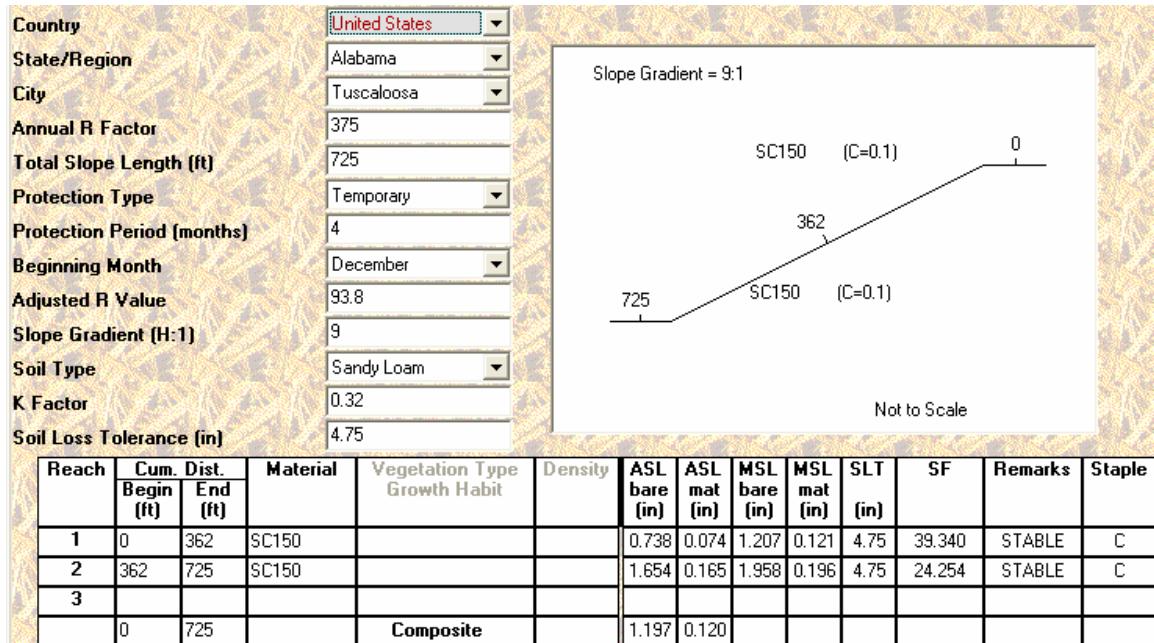 Country United States
State/Region Alabama
City Tuscaloosa
Annual R Factor 375
Total Slope Length (ft) 725
Protection Type Temporary
Protection Period (months) 4
Beginning Month December
Adjusted R Value 93.8
Slope Gradient (H:1) 9
Soil Type Sandy Loam
K Factor 0.32
Soil Loss Tolerance (in) 4.75
Slope Gradient = 9:1
0
SC150 (C=0.1)
362
SC150 (C=0.1)
725
Not to Scale
Reach Cum. Dist. Material Vegetation Type Density ASL ASL MSL MSL SLT SF Remarks Staple
Begin End Growth Habit bare mat bare mat
(ft) (ft) (in) (in) (in) (in) (in)
1 0 362 SC150 0.738 0.074 1.207 0.121 4.75 39.340 STABLE C
2 362 725 SC150 1.654 0.165 1.958 0.196 4.75 24.254 STABLE C
3
0 725 Composite 1.197 0.120